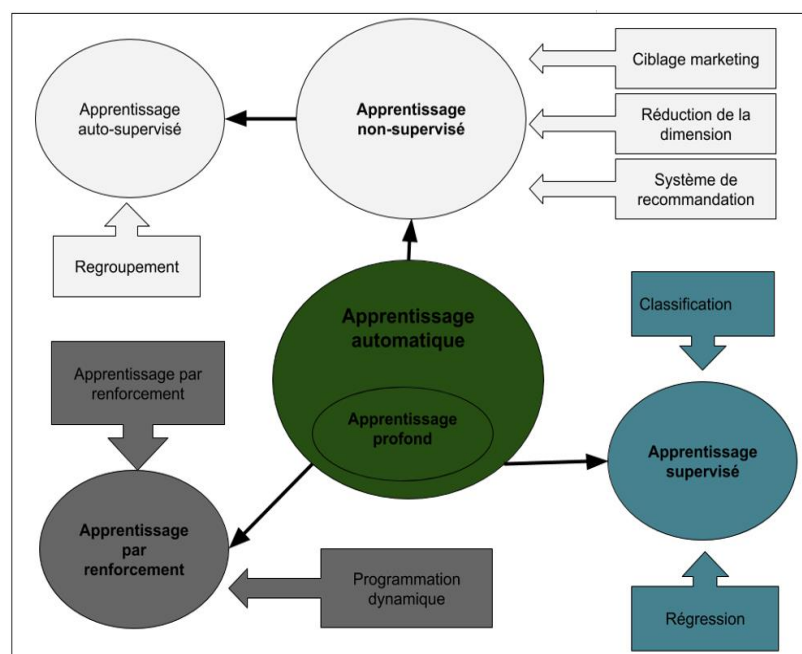 Apprentissage
auto-supervisé
Apprentissage
non-supervisé
Ciblage marketing
Réduction de la
dimension
Système de
recommandation
Regroupement
Apprentissage
automatique
Apprentissage
profond
Classification
Apprentissage par
renforcement
Apprentissage
supervisé
Apprentissage
par
renforcement
Programmation
dynamique
Régression